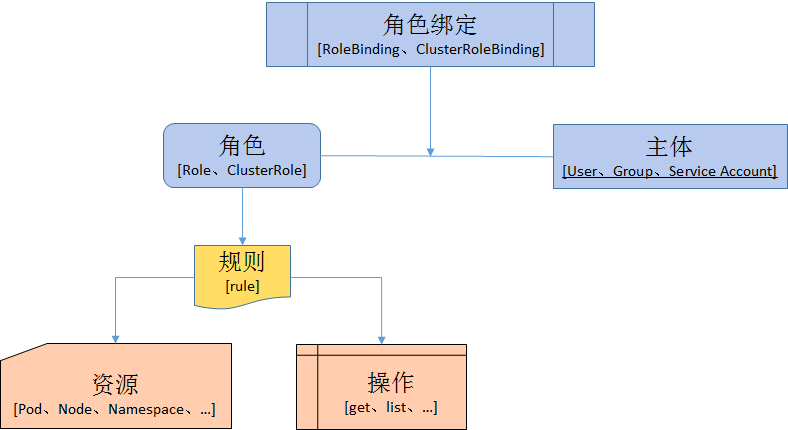 角色绑定
[RoleBinding、ClusterRoleBinding]
角色
[Role、ClusterRole]
主体
[User、Group、Service Account]
规则
[rule]
资源
[Pod、Node、Namespace、...]
操作
[get、list、...]